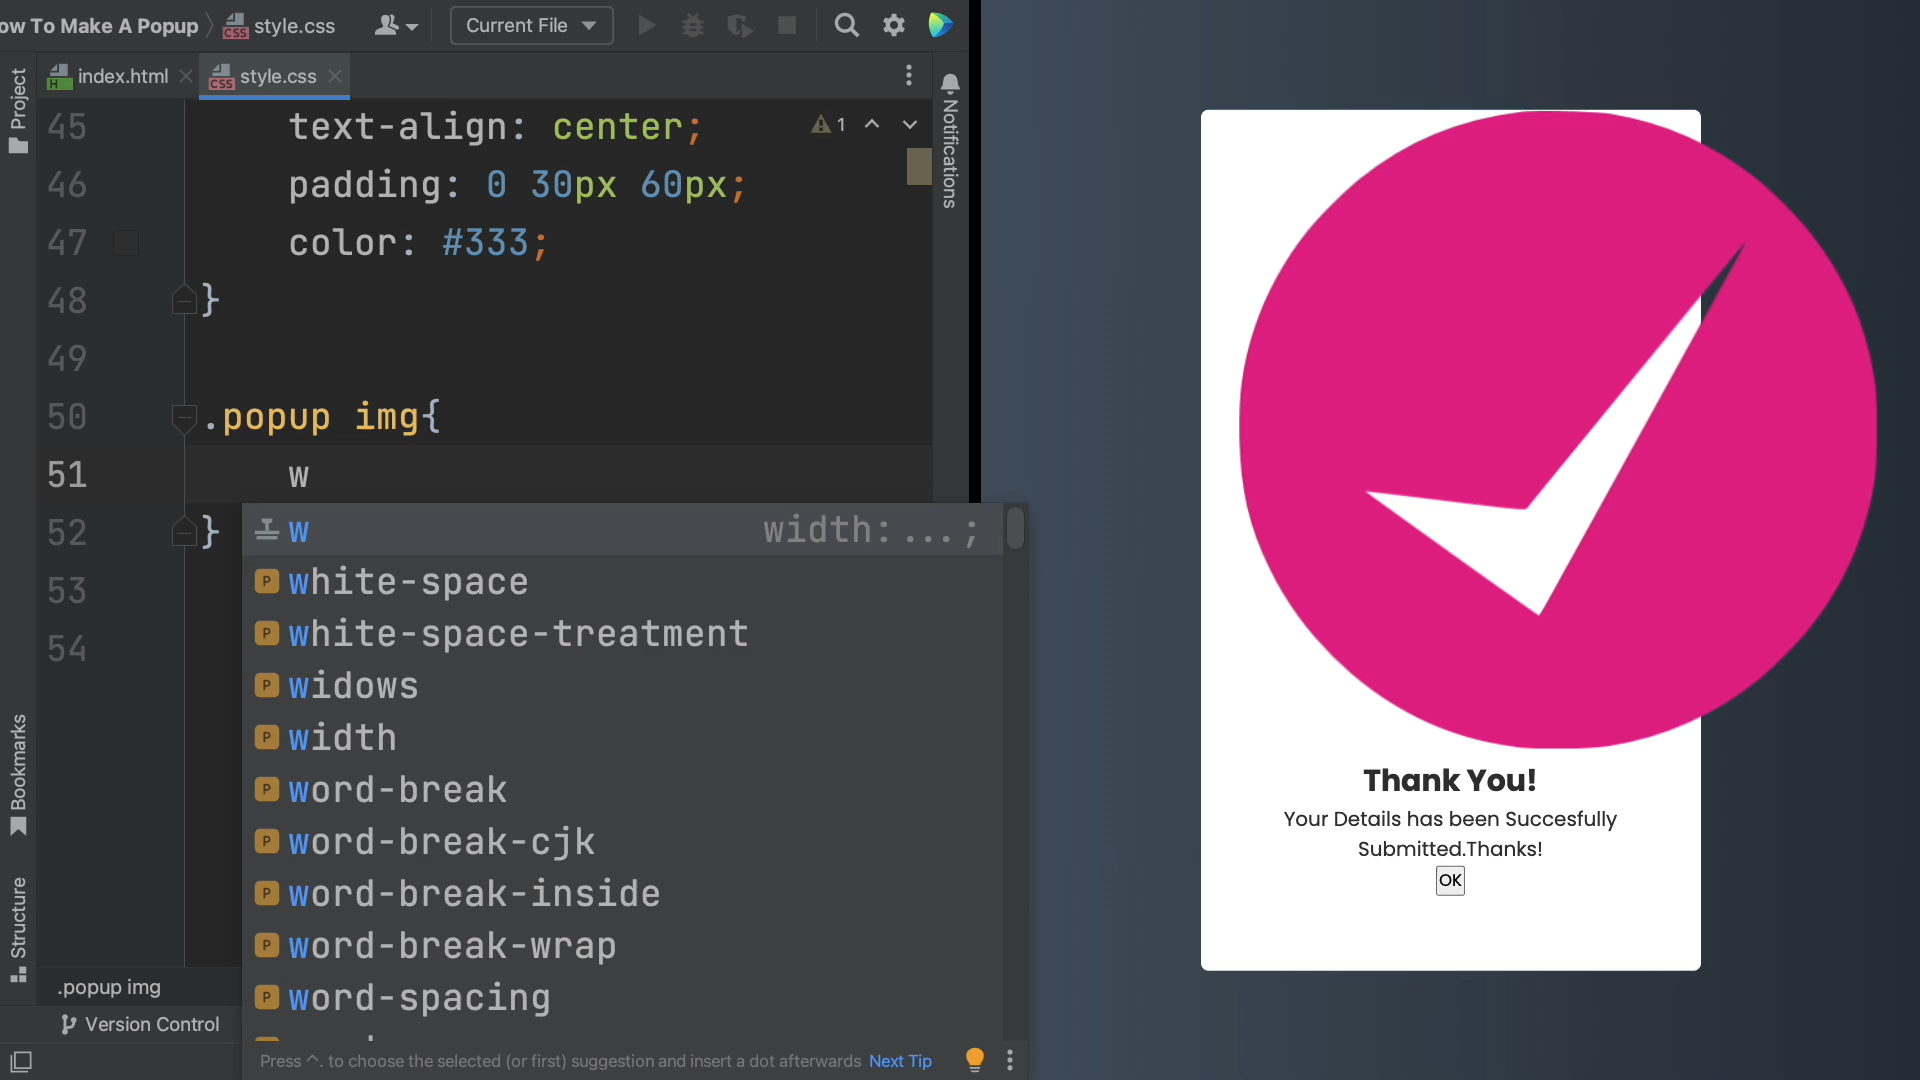 ow To Make A Popup
style.css
Current File
Project
index.html
style.css
Notifications
1
45 text-align: center;
46 padding: 0 30px 60px;
47 color: #333;
48 }
49
50 .popup img{
51 w
52 }
53
54
w width:...;
white-space
white-space-treatment
widows
width
word-break
word-break-cjk
word-break-inside
word-break-wrap
word-spacing
Press ^. to choose the selected (or first) suggestion and insert a dot afterwards Next Tip
Bookmarks
Structure
.popup img
Version Control
Thank You!
Your Details has been Succesfully
Submitted.Thanks!
OK